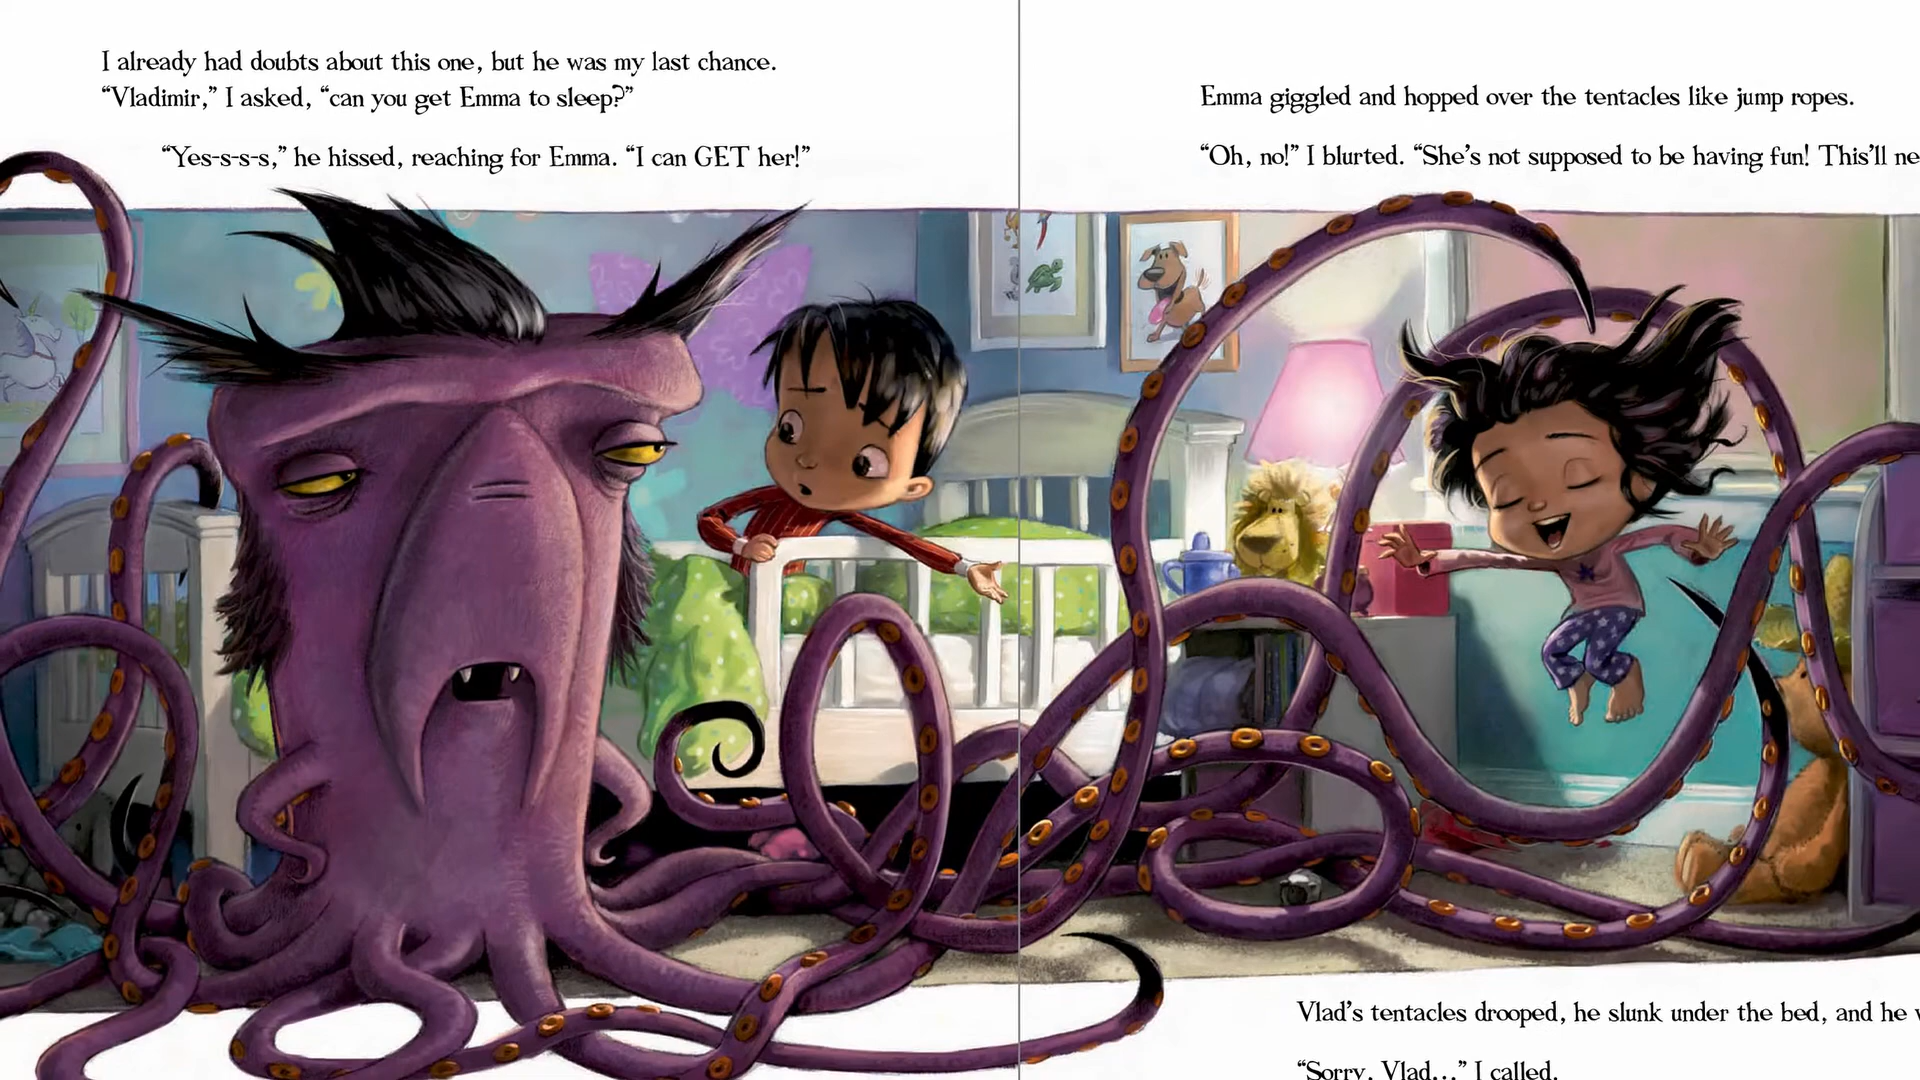 I already had doubts about this one, but he was my last chance.
“Vladimir,” I asked, “can you get Emma to sleep?”
“Yes-s-s-s,” he hissed, reaching for Emma. “I can GET her!”
Emma giggled and hopped over the tentacles like jump ropes.
“Oh, no!” I blurted. “She’s not supposed to be having fun! This’ll
Vlad’s tentacles drooped, he slunk under the bed, and he
“Sorry, Vlad...” I called.